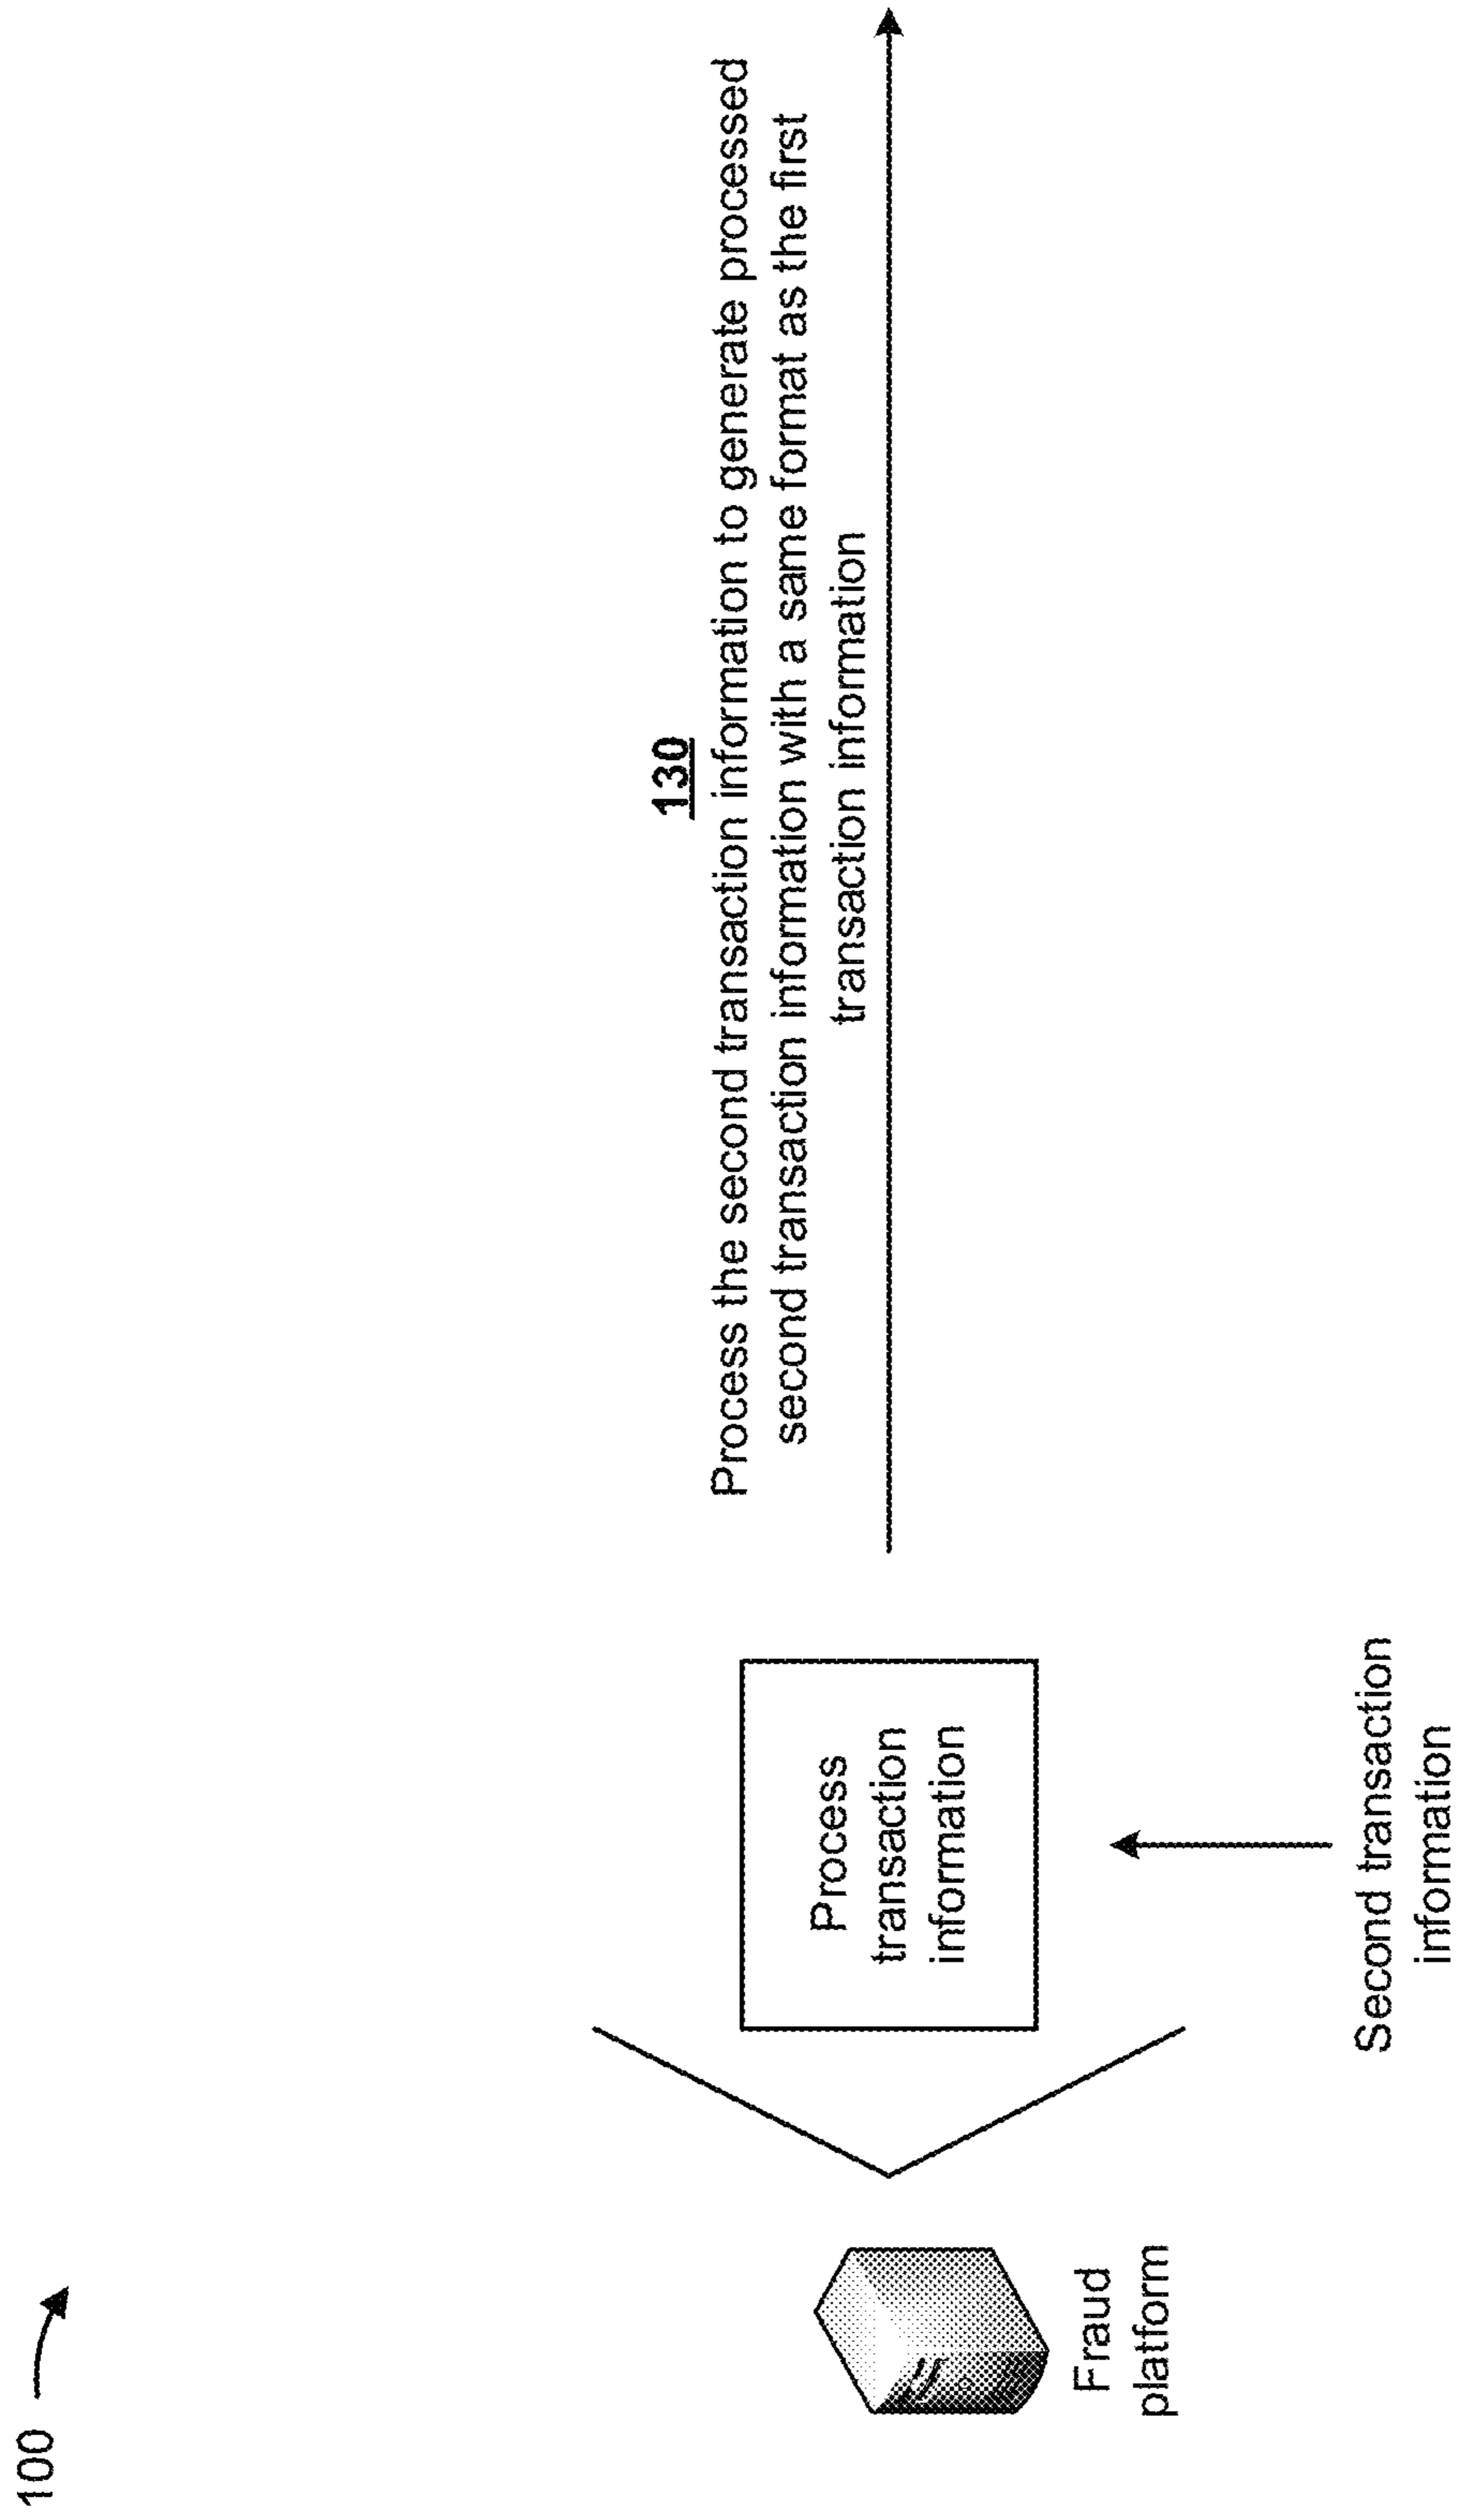 100
130
Process the second transaction information to generate processed
second transaction information with a same format as the first
transaction information
Process
transaction
information
Fraud
platform
Second transaction
information